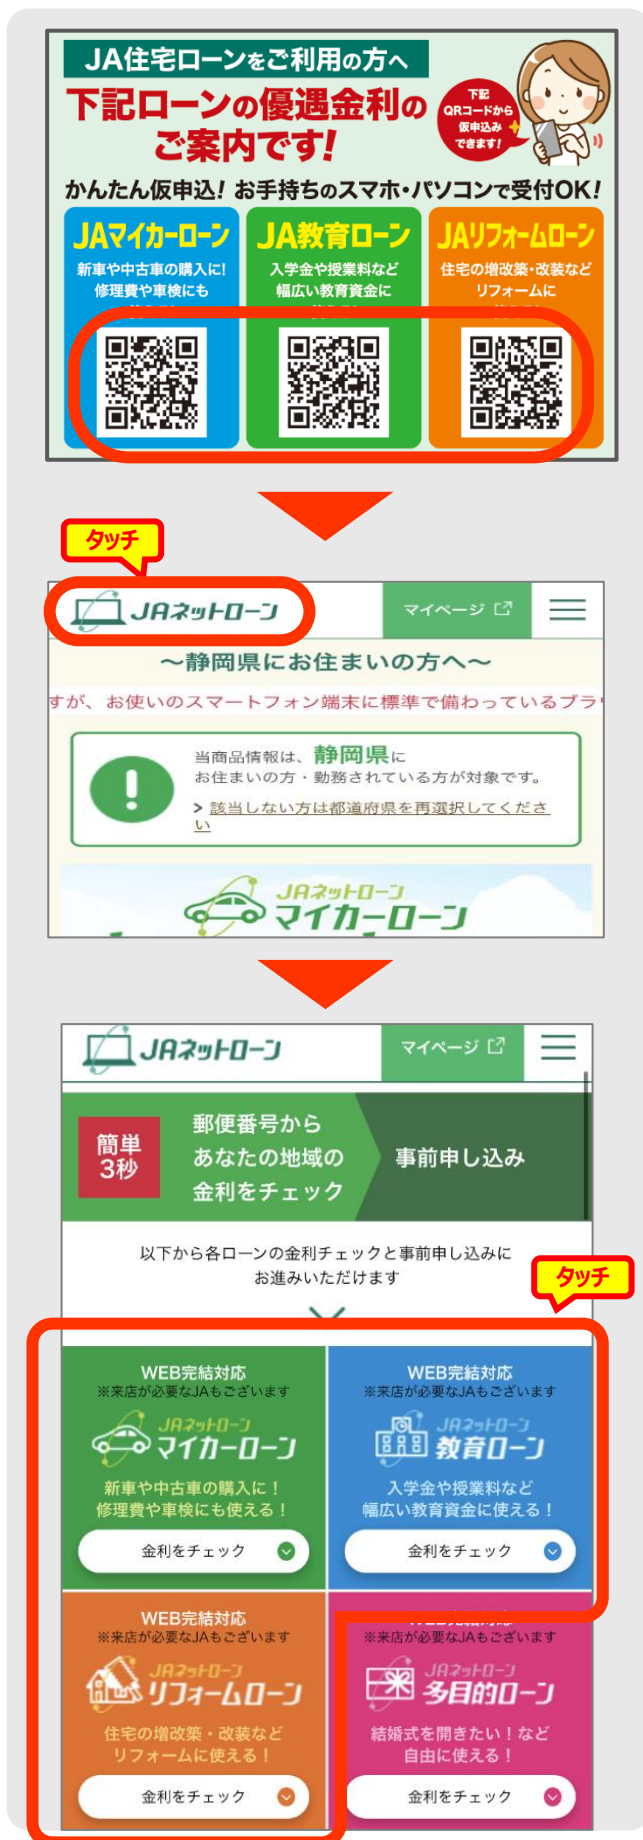 JA住宅ローンをご利用の方へ
下記ローンの優遇金利の
ご案内です!
下記
QRコードから
仮申込み
できます!
かんたん仮申込! お手持ちのスマホ・パソコンで受付OK!
JAマイカーローン
新車や中古車の購入に!
修理費や車検にも
JA教育ローン
入学金や授業料など
幅広い教育資金に
JAリフォームローン
住宅の増改築・改装など
リフォームに
タッチ
JAネットローン
マイページ
〜静岡県にお住まいの方へ〜
すが、お使いのスマートフォン端末に標準で備わっているブラ
当商品情報は、静岡県に
お住まいの方・勤務されている方が対象です。
> 該当しない方は都道府県を再選択してくださ
い
JAネットローン
マイカーローン
JAネットローン
マイページ
簡単
3秒
郵便番号から
あなたの地域の
金利をチェック
事前申し込み
以下から各ローンの金利チェックと事前申し込みに
お進みいただけます
タッチ
WEB完結対応
※来店が必要なJAもございます
JAネットローン
マイカーローン
新車や中古車の購入に！
修理費や車検にも使える！
金利をチェック
WEB完結対応
※来店が必要なJAもございます
JAネットローン
教育ローン
入学金や授業料など
幅広い教育資金に使える！
金利をチェック
WEB完結対応
※来店が必要なJAもございます
JAネットローン
リフォームローン
住宅の増改築・改装など
リフォームに使える！
金利をチェック
WEB完結対応
※来店が必要なJAもございます
JAネットローン
多目的ローン
結婚式を開きたい！など
自由に使える！
金利をチェック